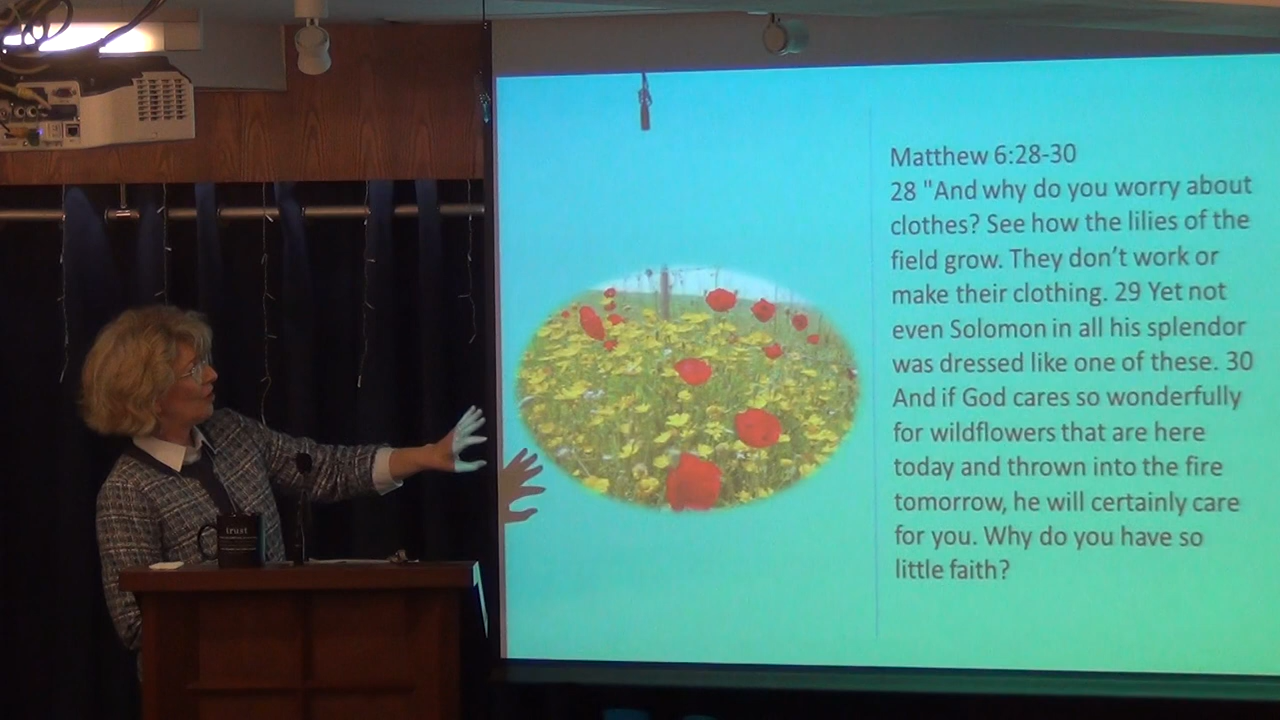 Matthew 6:28-30
28 "And why do you worry about
clothes? See how the lilies of the
field grow. They don't work or
make their clothing. 29 Yet not
even Solomon in all his splendor
was dressed like one of these. 30
And if God cares so wonderfully
for wildflowers that are here
today and thrown into the fire
tomorrow, he will certainly care
for you. Why do you have so
little faith?
trust